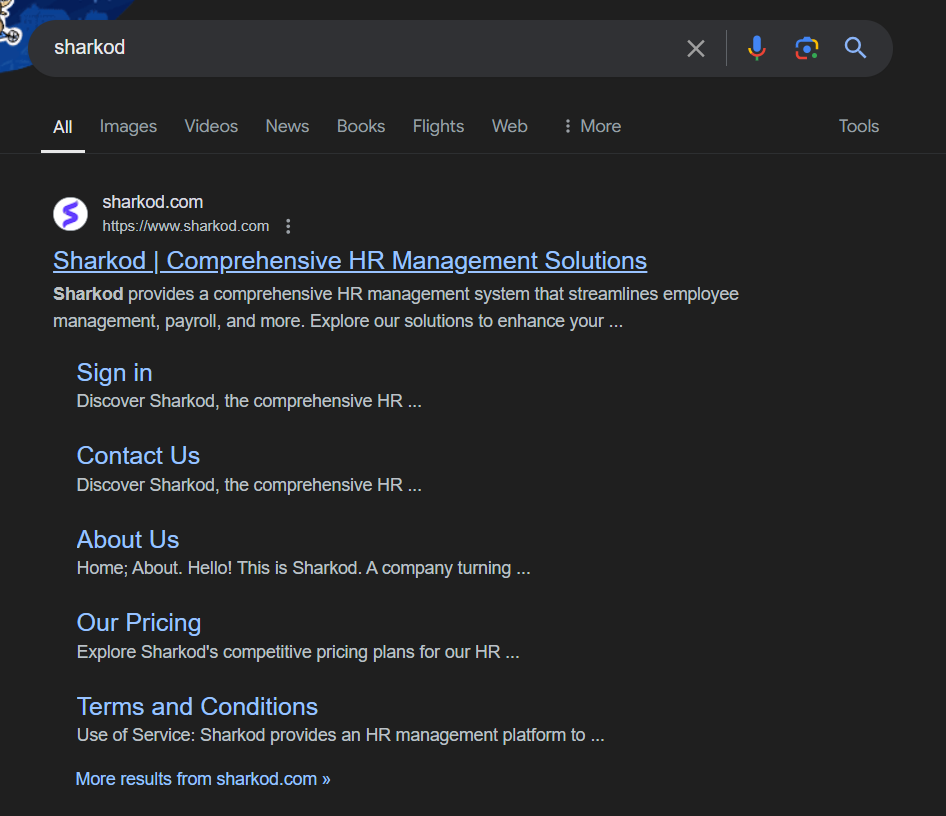 sharkod
All Images Videos News Books Flights Web More Tools
sharkod.com
https://www.sharkod.com
Sharkod | Comprehensive HR Management Solutions
Sharkod provides a comprehensive HR management system that streamlines employee
management, payroll, and more. Explore our solutions to enhance your ...
Sign in
Discover Sharkod, the comprehensive HR ...
Contact Us
Discover Sharkod, the comprehensive HR ...
About Us
Home; About. Hello! This is Sharkod. A company turning ...
Our Pricing
Explore Sharkod's competitive pricing plans for our HR ...
Terms and Conditions
Use of Service: Sharkod provides an HR management platform to ...
More results from sharkod.com »